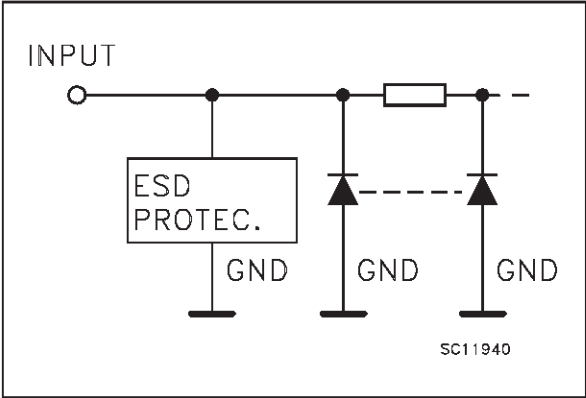 INPUT
ESD
PROTEC.
GND GND GND
SC11940